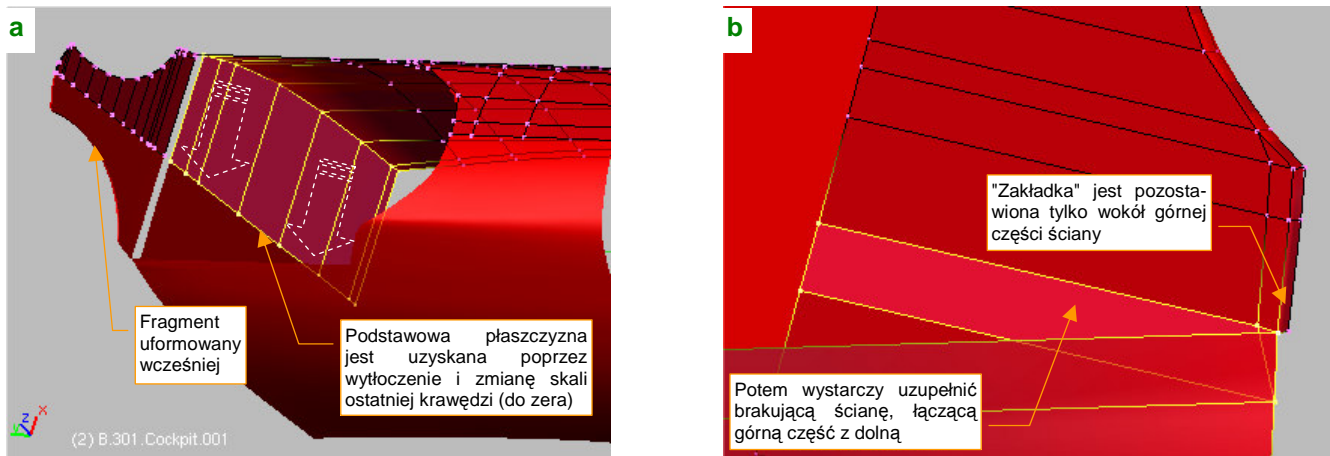 a
Fragment
uformowany
wcześniej
Podstawowa płaszczyzna
jest uzyskana poprzez
wytłoczenie i zmianę skali
ostatniej krawędzi (do zera)
z x
y
(2) B.301.Cockpit.001
b
"Zakładka" jest pozosta-
wiona tylko wokół górnej
części ściany
Potem wystarczy uzupełnić
brakującą ścianę, łączącą
górną część z dolną